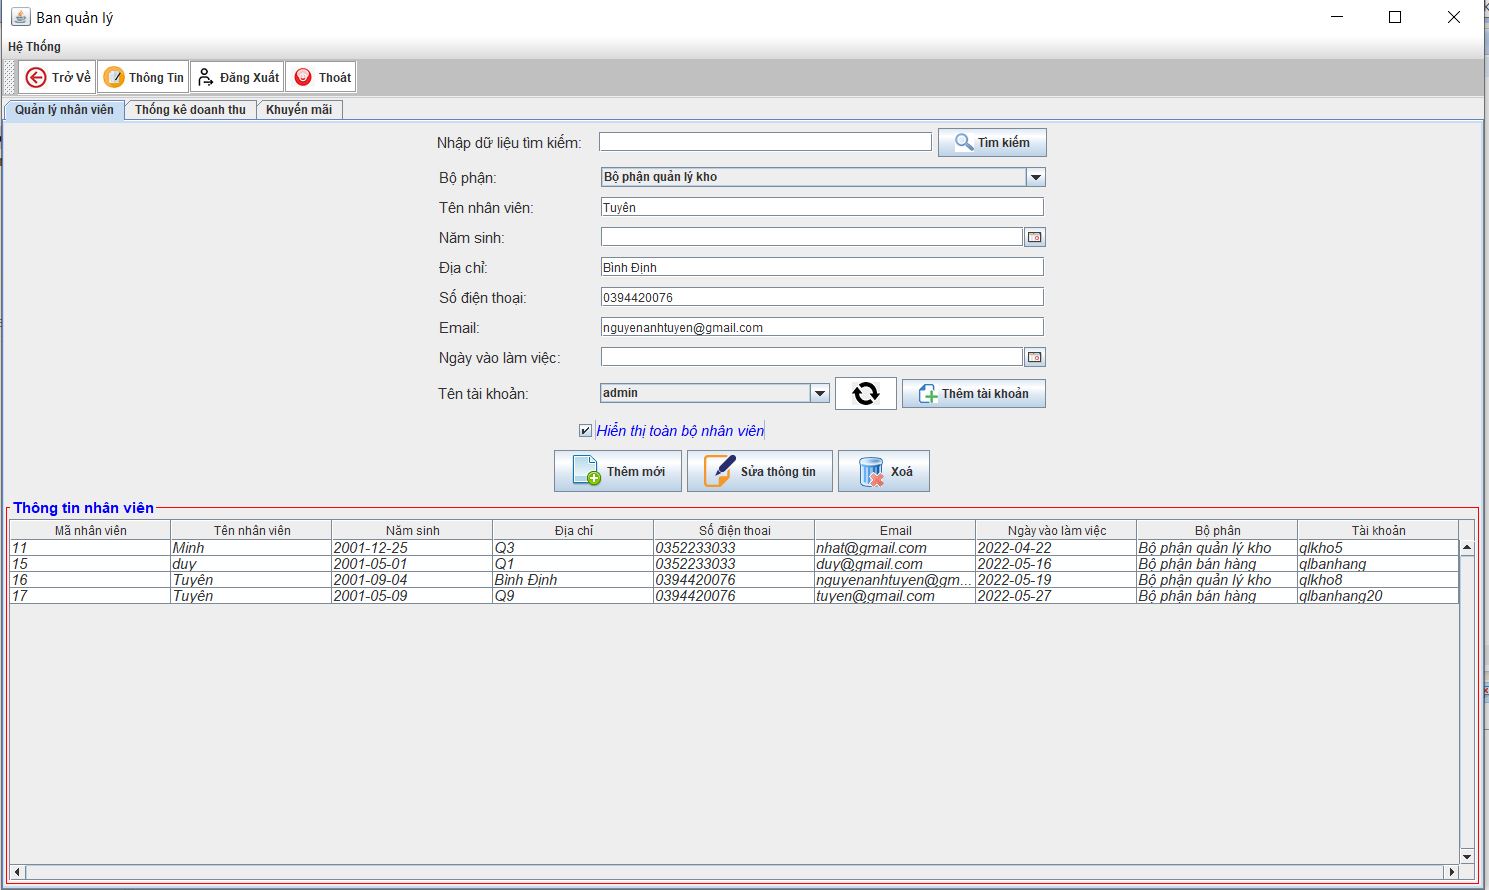 Ban quản lý
Hệ Thống
Trở Về Thông Tin Đăng Xuất Thoát
Quản lý nhân viên Thống kê doanh thu Khuyến mãi
Nhập dữ liệu tìm kiếm: Tìm kiếm
Bộ phận: Bộ phận quản lý kho
Tên nhân viên: Tuyên
Năm sinh:
Địa chỉ: Bình Định
Số điện thoại: 0394420076
Email: nguyenanhtuyen@gmail.com
Ngày vào làm việc:
Tên tài khoản: admin Thêm tài khoản
Hiển thị toàn bộ nhân viên
Thêm mới Sửa thông tin Xoá
Thông tin nhân viên
Mã nhân viên Tên nhân viên Năm sinh Địa chỉ Số điện thoại Email Ngày vào làm việc Bộ phận Tài khoản
11 Minh 2001-12-25 Q3 0352233033 nhat@gmail.com 2022-04-22 Bộ phận quản lý kho qlkho5
15 duy 2001-05-01 Q1 0352233033 duy@gmail.com 2022-05-16 Bộ phận bán hàng qlbanhang
16 Tuyên 2001-09-04 Bình Định 0394420076 nguyenanhtuyen@gm... 2022-05-19 Bộ phận quản lý kho qlkho8
17 Tuyên 2001-05-09 Q9 0394420076 tuyen@gmail.com 2022-05-27 Bộ phận bán hàng qlbanhang20